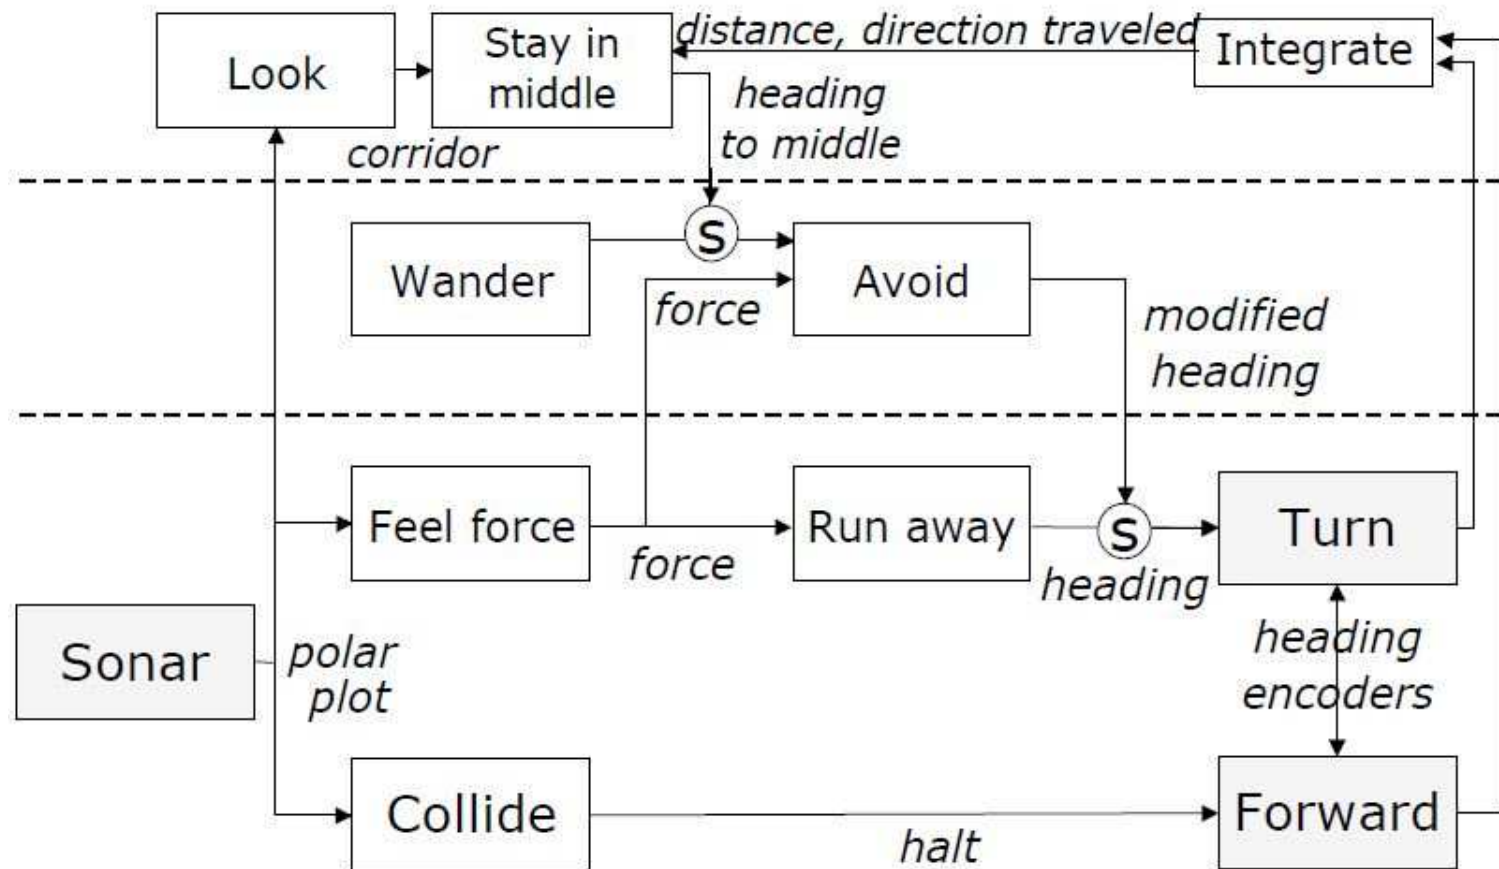 Look
Stay in
middle
distance, direction traveled
Integrate
heading
to middle
corridor
S
Wander
Avoid
force
modified
heading
Feel force
force
Run away
S
heading
Turn
Sonar
polar
plot
heading
encoders
Collide
halt
Forward